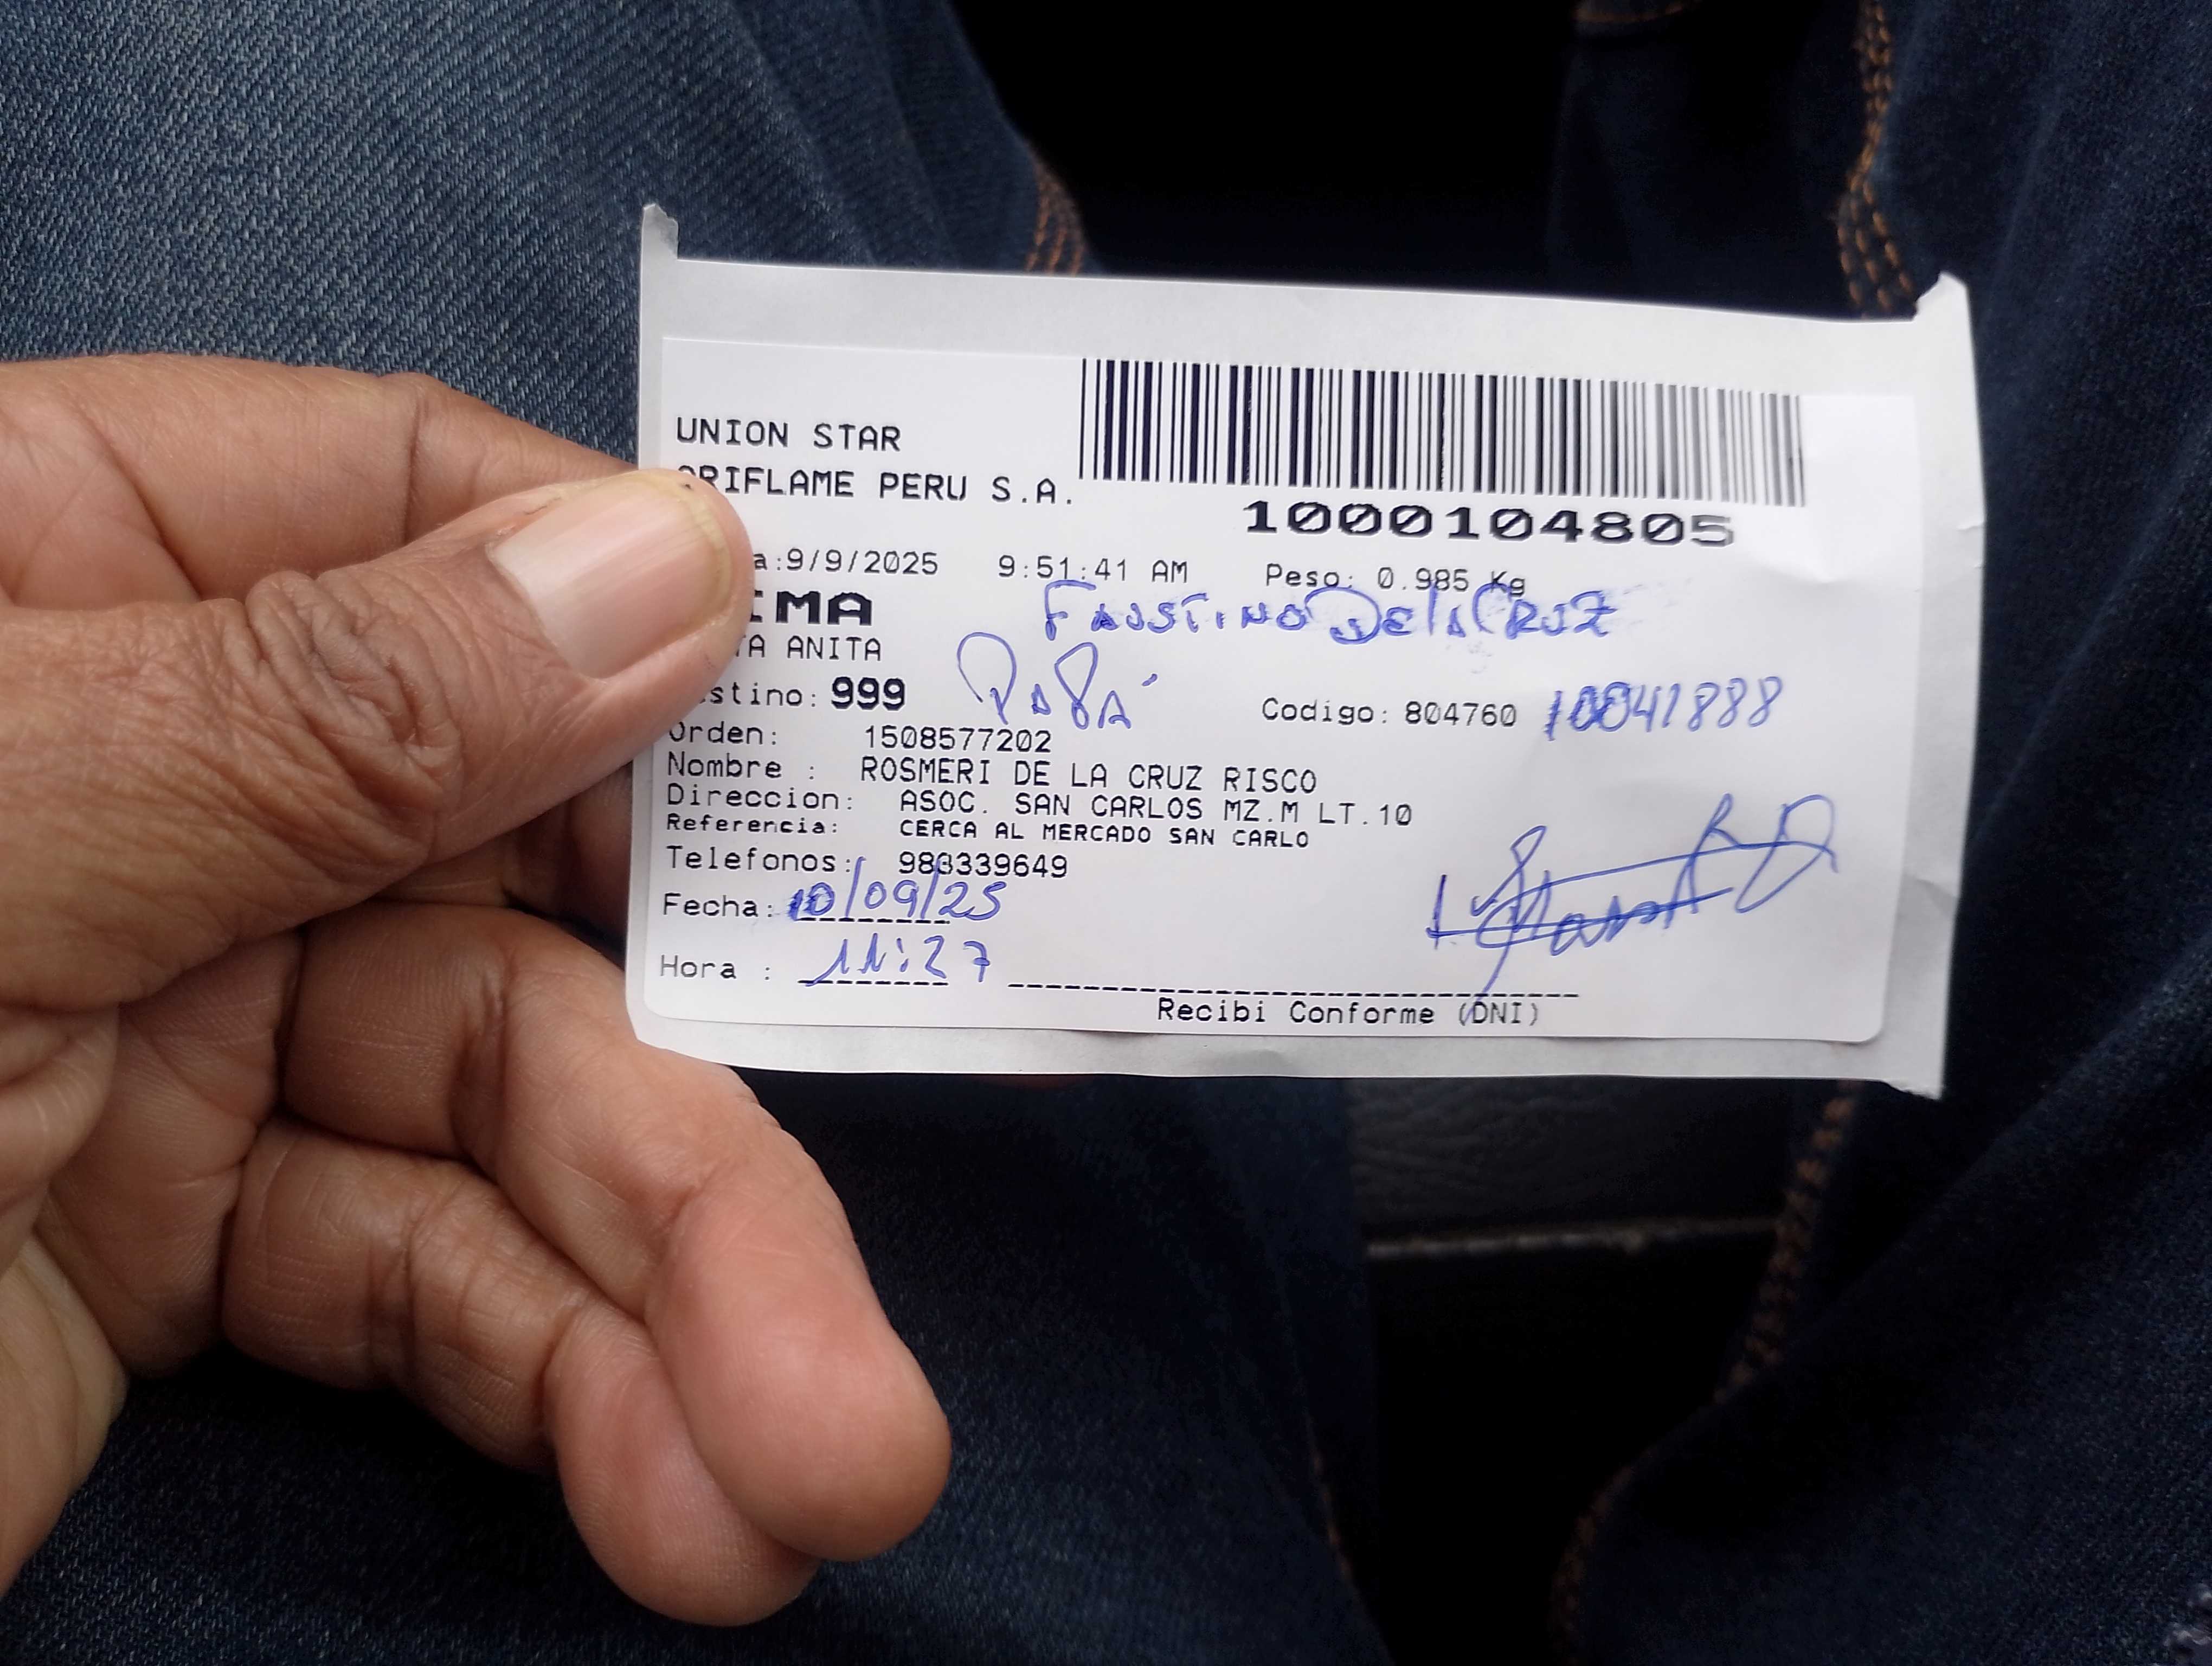 UNION STAR
ORIFLAME PERU S.A.
1000104805
a:9/9/2025 9:51:41 AM Peso: 0.985 Kg
IMA
FAUSTINO De lA CRUZ
TA ANITA
PAPÁ
stino: 999
Codigo: 804760 10041888
Orden: 1508577202
Nombre : ROSMERI DE LA CRUZ RISCO
Direccion: ASOC. SAN CARLOS MZ.M LT.10
Referencia: CERCA AL MERCADO SAN CARLO
Telefonos: 980339649
Fecha: 10/09/25
Hora : 11:27
Recibi Conforme (DNI)